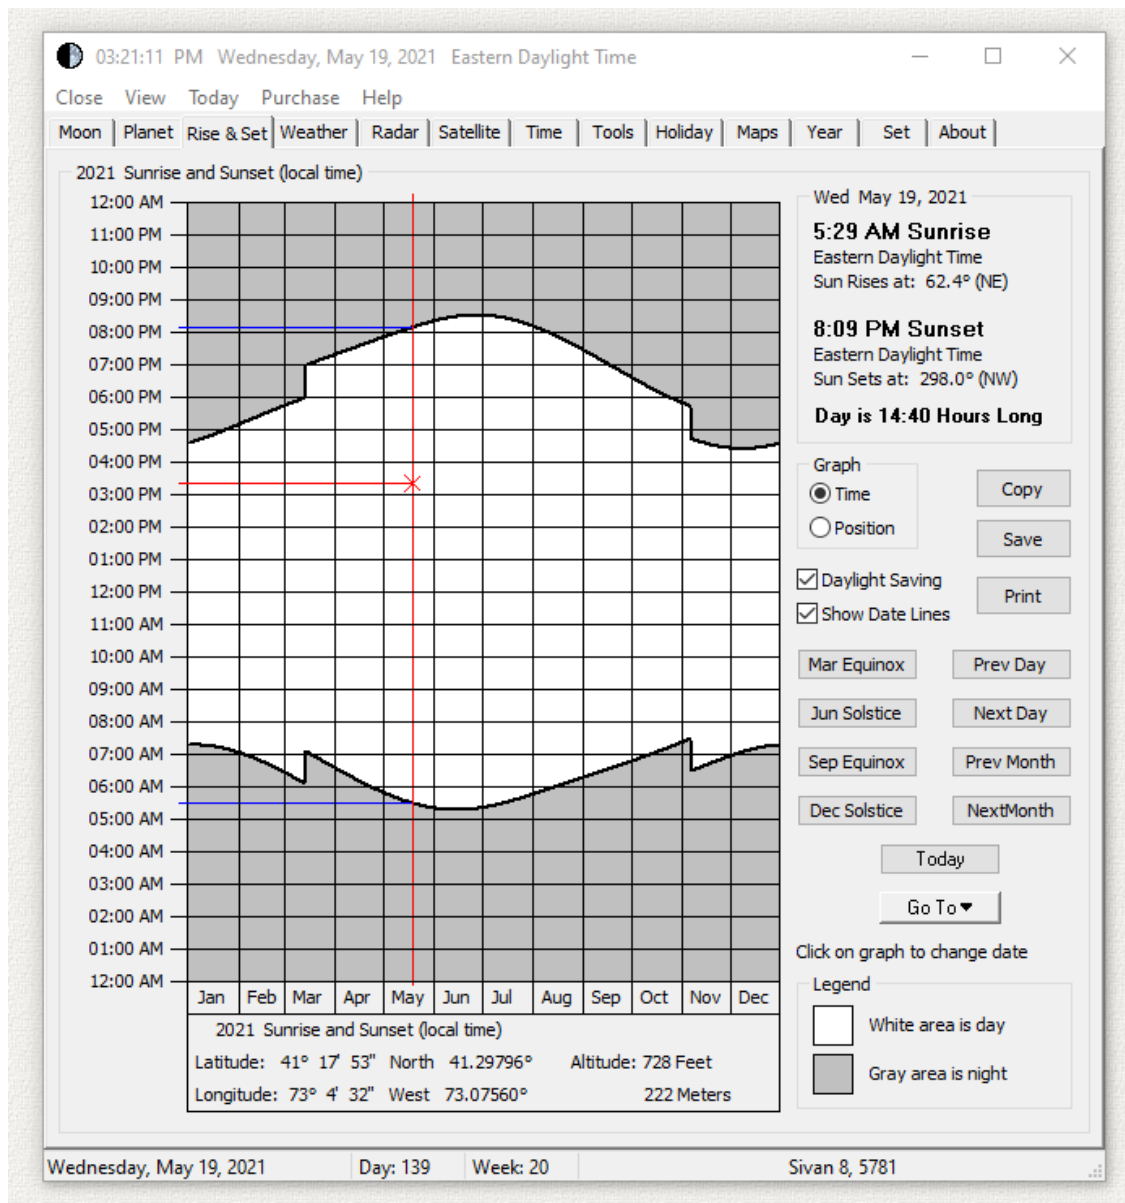 03:21:11 PM Wednesday, May 19, 2021 Eastern Daylight Time
Close View Today Purchase Help
Moon Planet Rise & Set Weather Radar Satellite Time Tools Holiday Maps Year Set About
2021 Sunrise and Sunset (local time)
12:00 AM
11:00 PM
10:00 PM
09:00 PM
08:00 PM
07:00 PM
06:00 PM
05:00 PM
04:00 PM
03:00 PM
02:00 PM
01:00 PM
12:00 PM
11:00 AM
10:00 AM
09:00 AM
08:00 AM
07:00 AM
06:00 AM
05:00 AM
04:00 AM
03:00 AM
02:00 AM
01:00 AM
12:00 AM
Jan Feb Mar Apr May Jun Jul Aug Sep Oct Nov Dec
2021 Sunrise and Sunset (local time)
Latitude: 41° 17' 53" North 41.29796° Altitude: 728 Feet
Longitude: 73° 4' 32" West 73.07560° 222 Meters
Wed May 19, 2021
5:29 AM Sunrise
Eastern Daylight Time
Sun Rises at: 62.4° (NE)
8:09 PM Sunset
Eastern Daylight Time
Sun Sets at: 298.0° (NW)
Day is 14:40 Hours Long
Graph
Time
Position
Copy
Save
Print
Daylight Saving
Show Date Lines
Mar Equinox Prev Day
Jun Solstice Next Day
Sep Equinox Prev Month
Dec Solstice NextMonth
Today
Go To
Click on graph to change date
Legend
White area is day
Gray area is night
Wednesday, May 19, 2021 Day: 139 Week: 20 Sivan 8, 5781